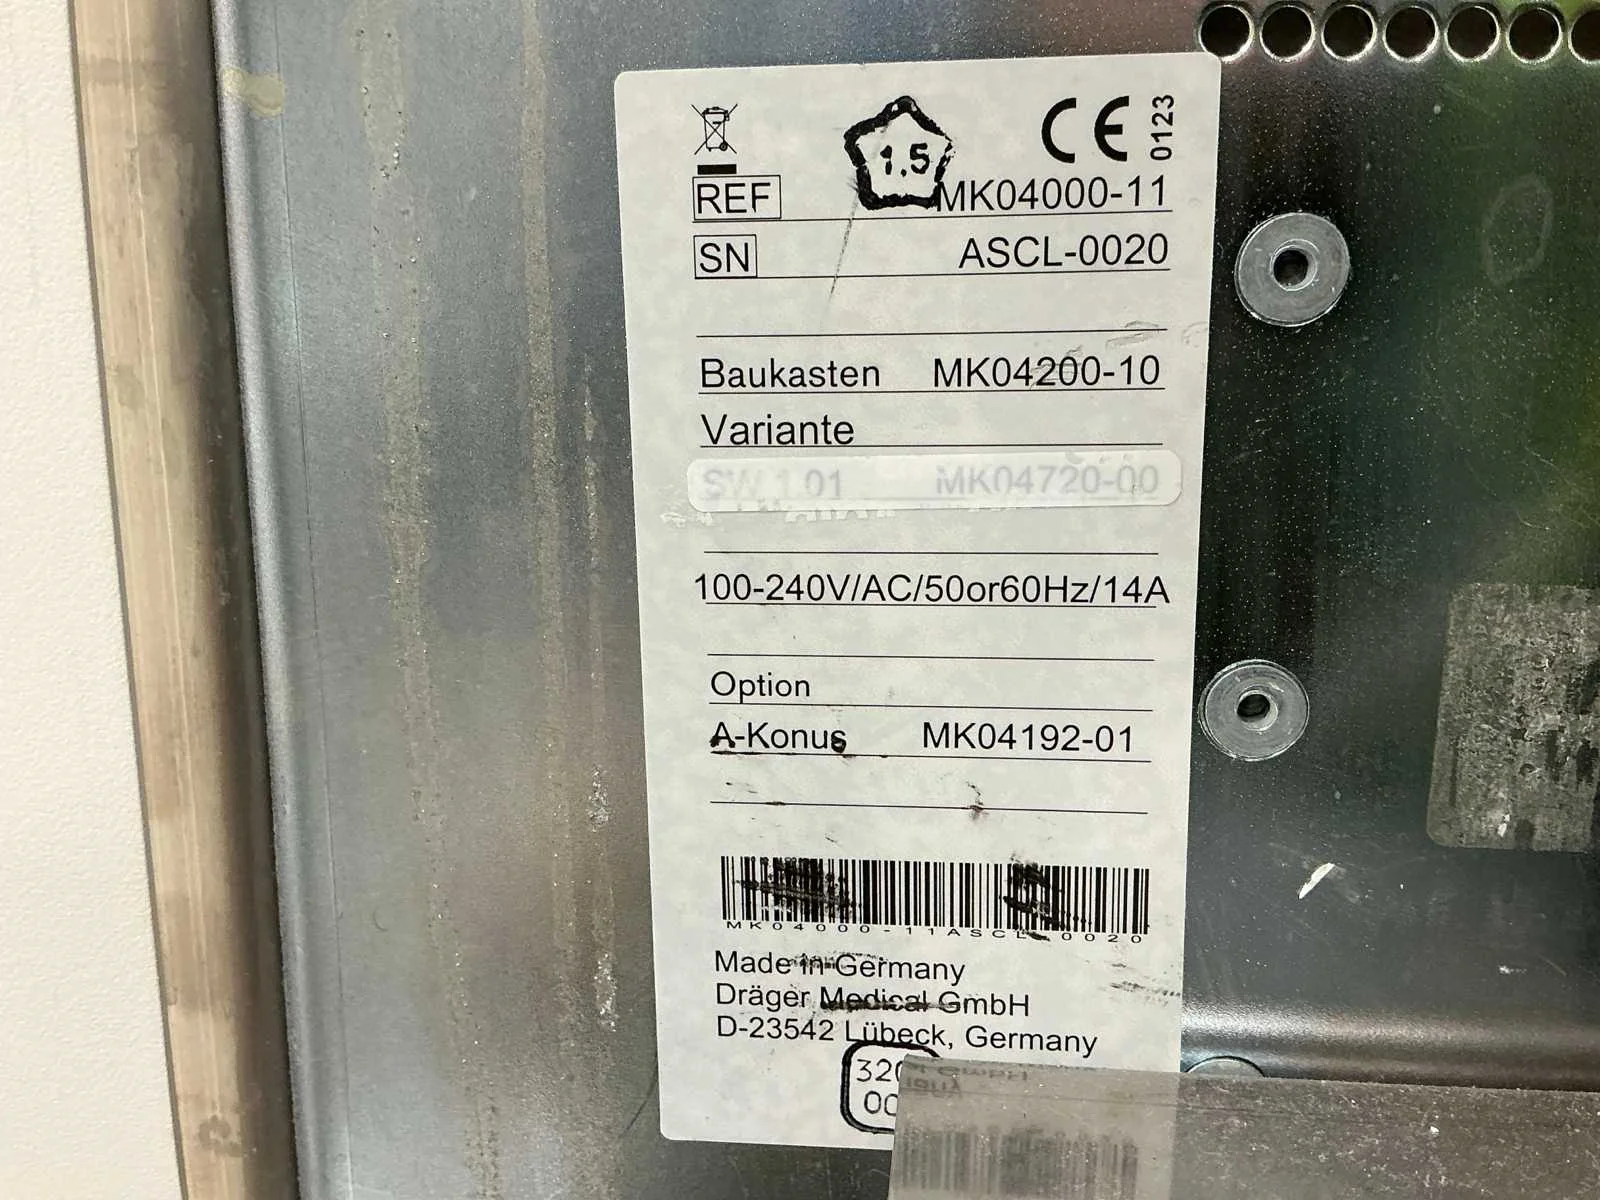 1.5
CE 0123
REF MK04000-11
SN ASCL-0020
Baukasten MK04200-10
Variante
SW 1.01 MK04720-00
100-240V/AC/50or60Hz/14A
Option
A-Konus MK04192-01
MK04000-11ASCL-0020
Made in Germany
Dräger Medical GmbH
D-23542 Lübeck, Germany